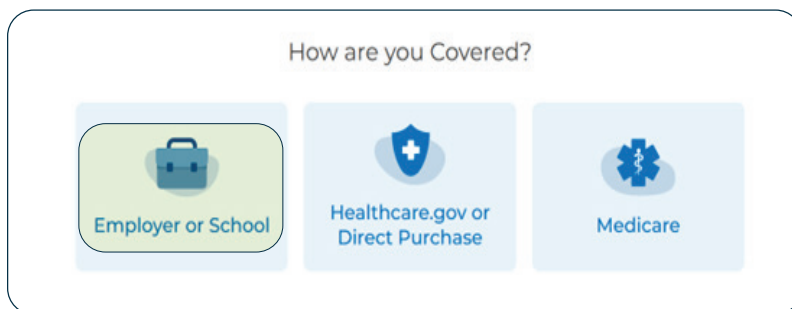 How are you Covered?
Employer or School
Healthcare.gov or
Direct Purchase
Medicare